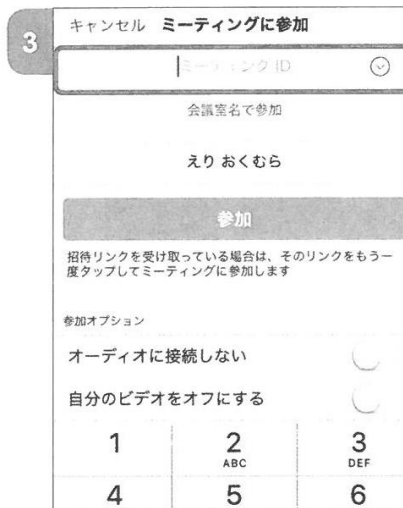 3
キャンセル ミーティングに参加
ミーティング ID
会議室名で参加
えり おくむら
参加
招待リンクを受け取っている場合は、そのリンクをもう一
度タップしてミーティングに参加します
参加オプション
オーディオに接続しない
自分のビデオをオフにする
1 2 3
ABC DEF
4 5 6